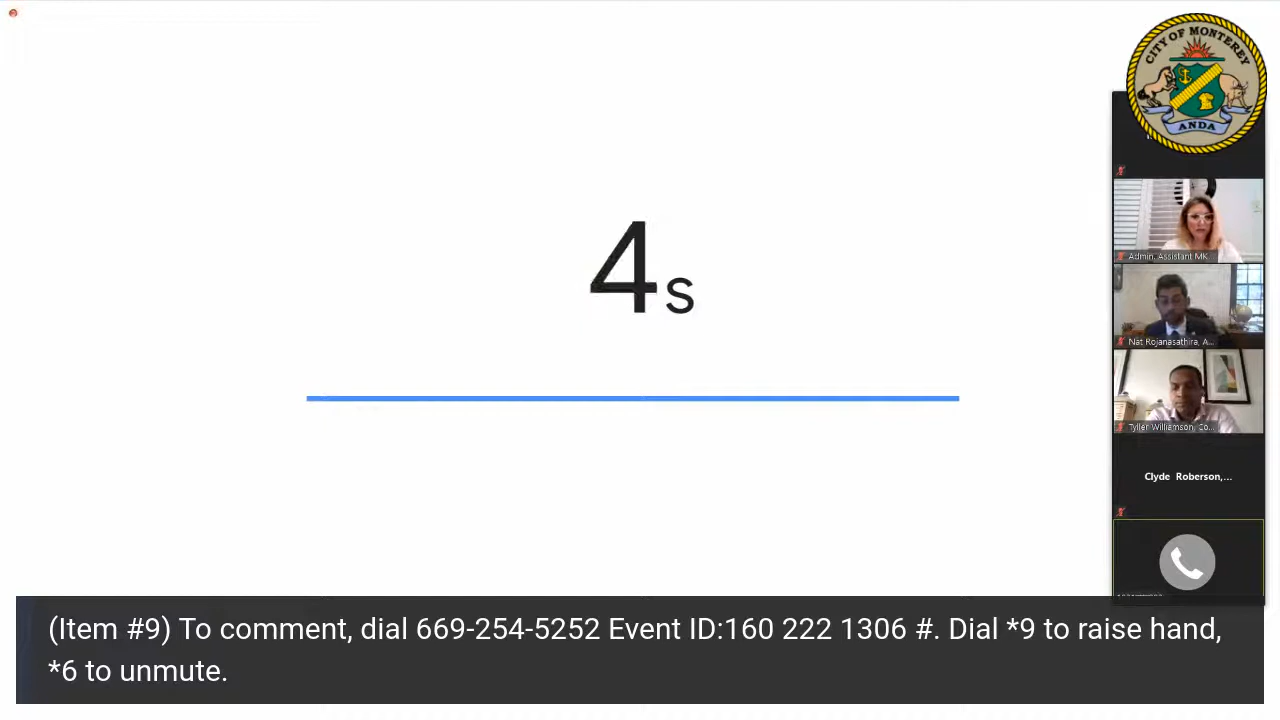 CITY OF MONTEREY
ANDA
4s
Admin, Assistant MK...
Nat Rojanasathira, A...
Tyller Williamson, Co...
Clyde Roberson,...
(Item #9) To comment, dial 669-254-5252 Event ID:160 222 1306 #. Dial *9 to raise hand,
*6 to unmute.